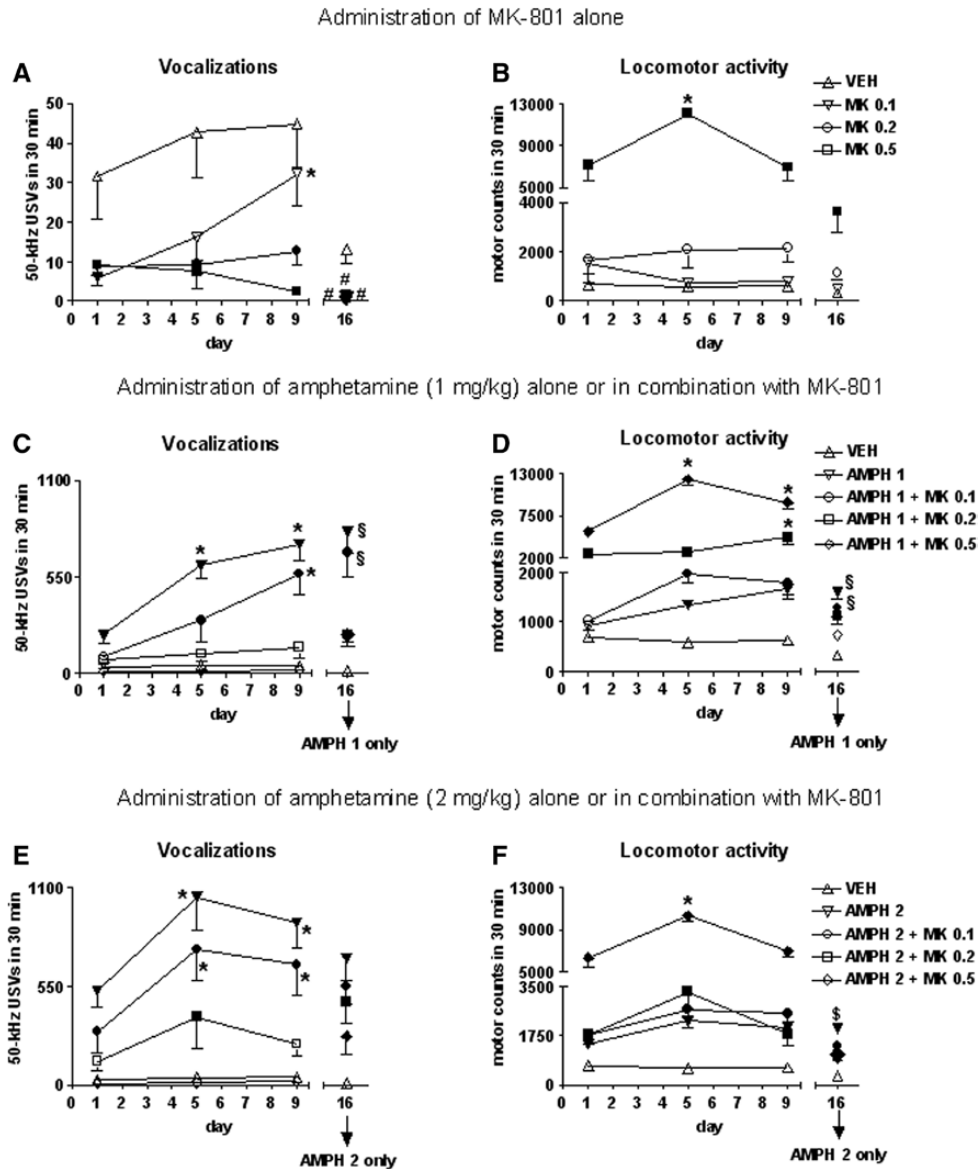 Administration of MK-801 alone
A
Vocalizations
50-kHz USVs in 30 min
50
40
30
20
10
0
*
#
# #
0 1 2 3 4 5 6 7 8 9 16
day
B
Locomotor activity
motor counts in 30 min
13000
9000
5000
4000
2000
0
*
0 1 2 3 4 5 6 7 8 9 16
day
VEH
MK 0.1
MK 0.2
MK 0.5
Administration of amphetamine (1 mg/kg) alone or in combination with MK-801
C
Vocalizations
50-kHz USVs in 30 min
1100
550
0
* *
*
§
§
0 1 2 3 4 5 6 7 8 9 16
day
AMPH 1 only
D
Locomotor activity
motor counts in 30 min
13000
7500
2000
2000
1000
0
* *
*
§
§
0 1 2 3 4 5 6 7 8 9 16
day
AMPH 1 only
VEH
AMPH 1
AMPH 1 + MK 0.1
AMPH 1 + MK 0.2
AMPH 1 + MK 0.5
Administration of amphetamine (2 mg/kg) alone or in combination with MK-801
E
Vocalizations
50-kHz USVs in 30 min
1100
550
0
* *
* *
0 1 2 3 4 5 6 7 8 9 16
day
AMPH 2 only
F
Locomotor activity
motor counts in 30 min
13000
9000
5000
3500
1750
0
*
$
0 1 2 3 4 5 6 7 8 9 16
day
AMPH 2 only
VEH
AMPH 2
AMPH 2 + MK 0.1
AMPH 2 + MK 0.2
AMPH 2 + MK 0.5